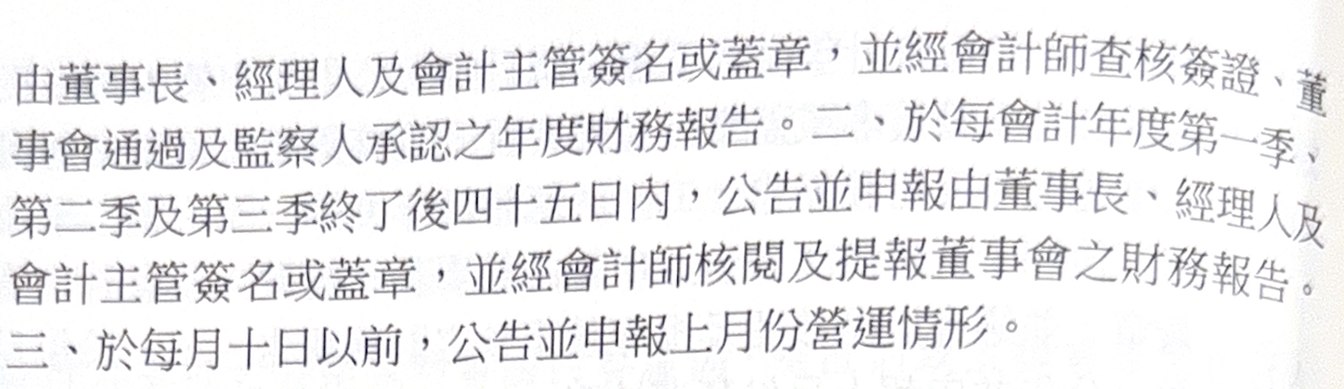 由董事長、經理人及會計主管簽名或蓋章，並經會計師查核簽證、董
事會通過及監察人承認之年度財務報告。二、於每會計年度第一季、
第二季及第三季終了後四十五日內，公告並申報由董事長、經理人及
會計主管簽名或蓋章，並經會計師核閱及提報董事會之財務報告。
三、於每月十日以前，公告並申報上月份營運情形。